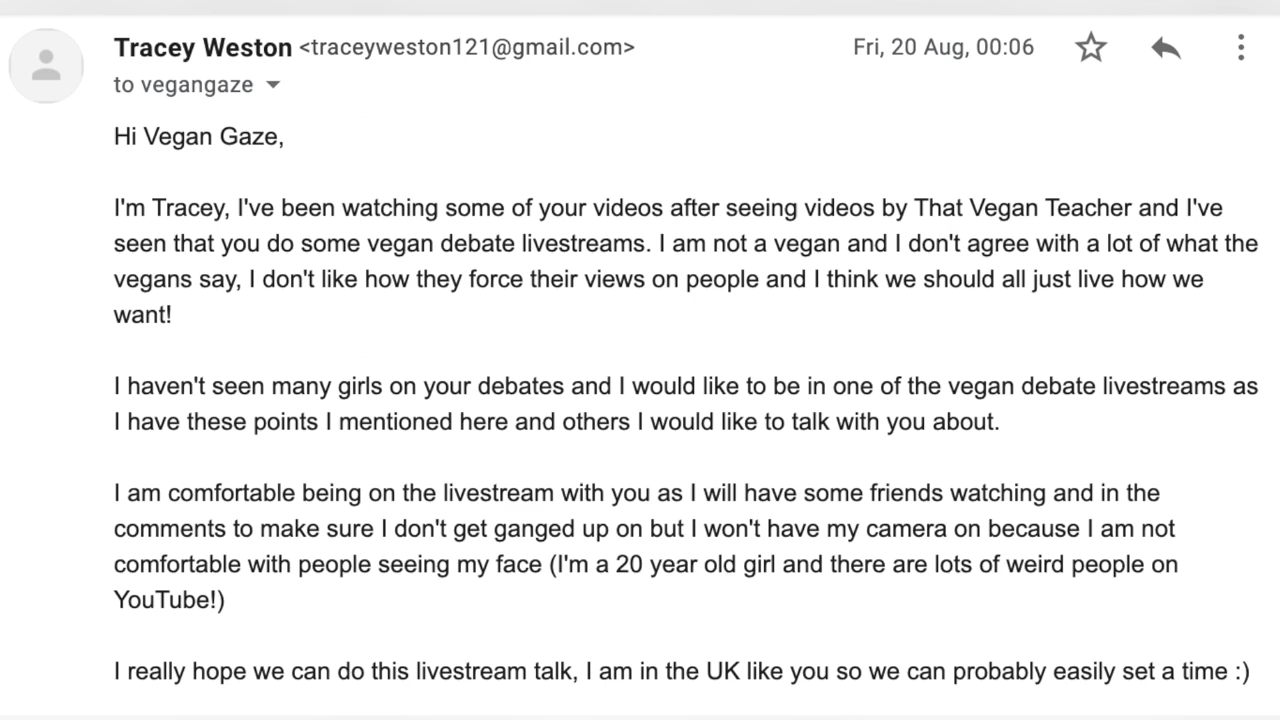 Tracey Weston <traceyweston121@gmail.com> Fri, 20 Aug, 00:06
to vegangaze
Hi Vegan Gaze,
I'm Tracey, I've been watching some of your videos after seeing videos by That Vegan Teacher and I've
seen that you do some vegan debate livestreams. I am not a vegan and I don't agree with a lot of what the
vegans say, I don't like how they force their views on people and I think we should all just live how we
want!
I haven't seen many girls on your debates and I would like to be in one of the vegan debate livestreams as
I have these points I mentioned here and others I would like to talk with you about.
I am comfortable being on the livestream with you as I will have some friends watching and in the
comments to make sure I don't get ganged up on but I won't have my camera on because I am not
comfortable with people seeing my face (I'm a 20 year old girl and there are lots of weird people on
YouTube!)
I really hope we can do this livestream talk, I am in the UK like you so we can probably easily set a time :)